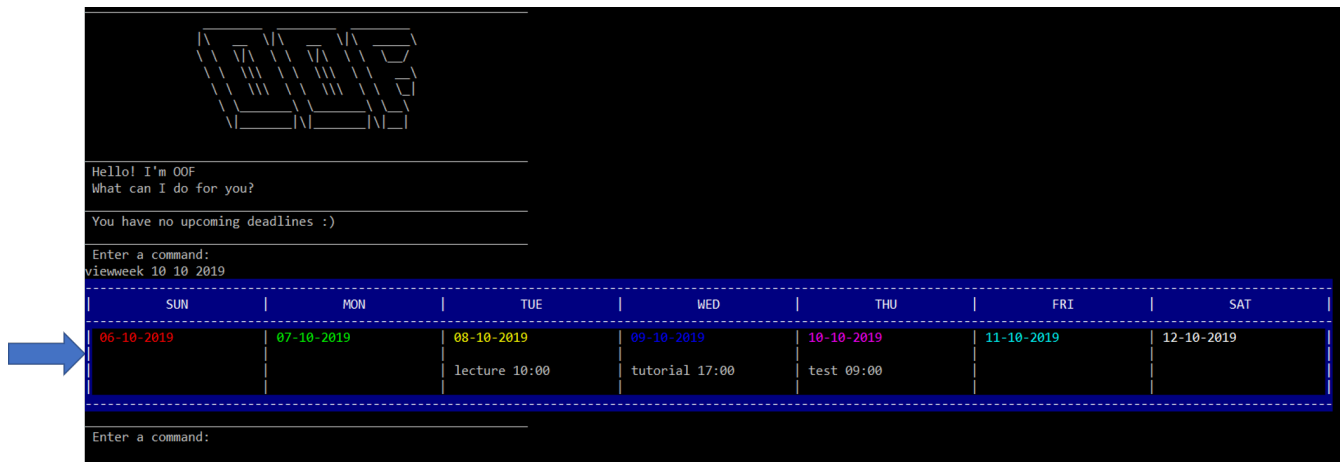 OOF
Hello! I'm OOF
What can I do for you?
You have no upcoming deadlines :)
Enter a command:
viewweek 10 10 2019
| SUN | MON | TUE | WED | THU | FRI | SAT |
| 06-10-2019 | 07-10-2019 | 08-10-2019 | 09-10-2019 | 10-10-2019 | 11-10-2019 | 12-10-2019 |
| | | lecture 10:00 | tutorial 17:00 | test 09:00 | | |
Enter a command: